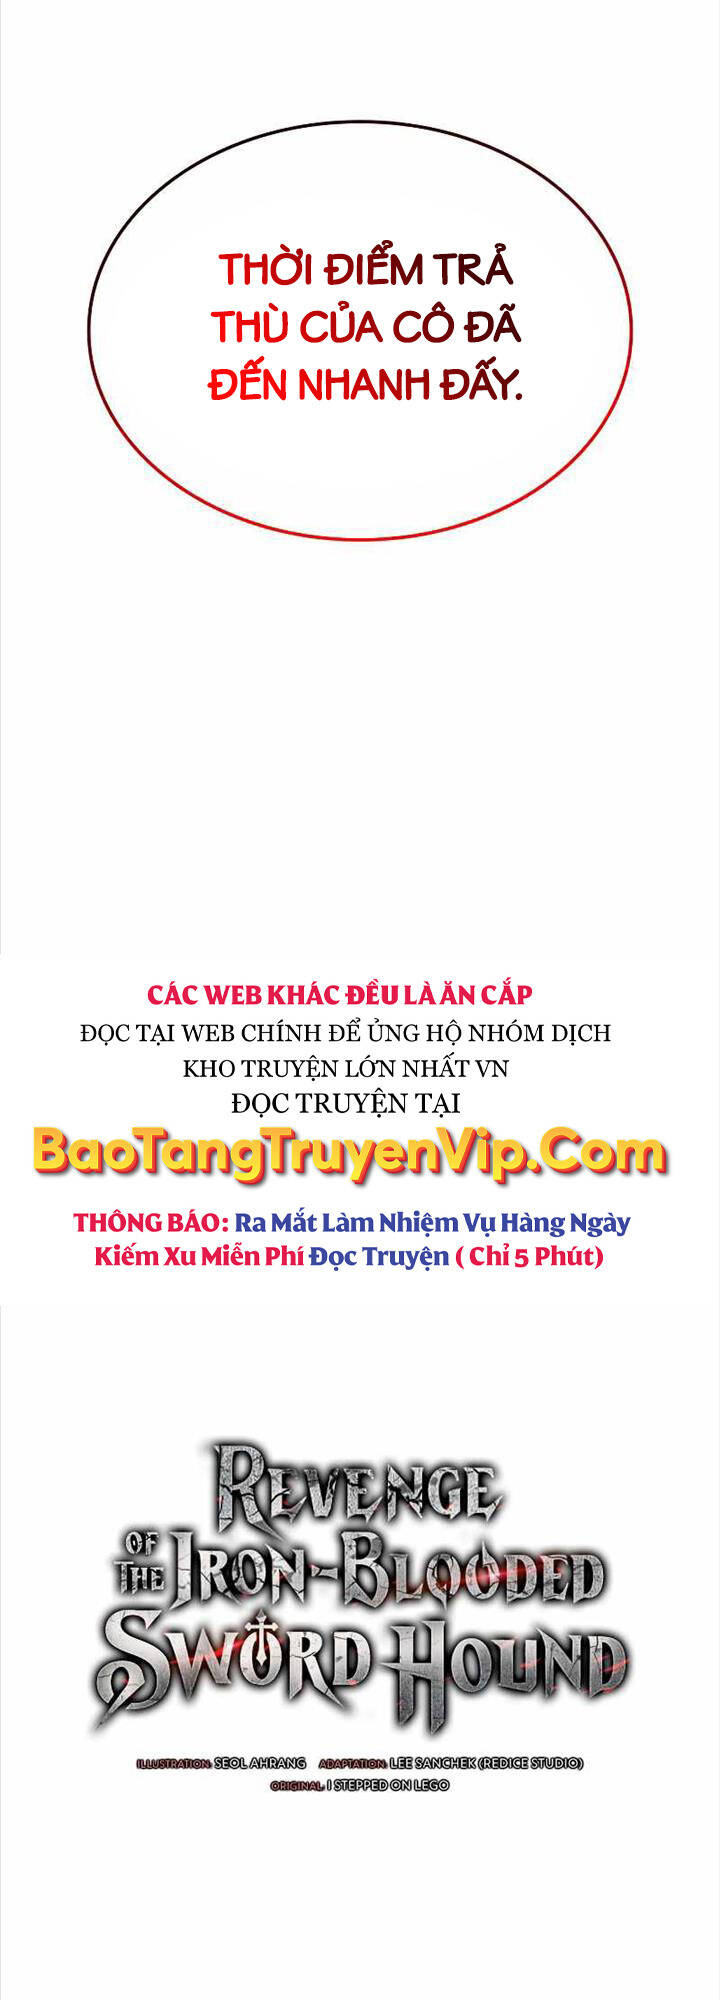 THỜI ĐIỂM TRẢ
THÙ CỦA CÔ ĐÃ
ĐẾN NHANH ĐẤY.
CÁC WEB KHÁC ĐỀU LÀ ĂN CẮP
ĐỌC TẠI WEB CHÍNH ĐỂ ỦNG HỘ NHÓM DỊCH
KHO TRUYỆN LỚN NHẤT VN
ĐỌC TRUYỆN TẠI
BaoTangTruyenVip.Com
THÔNG BÁO: Ra Mắt Làm Nhiệm Vụ Hàng Ngày
Kiếm Xu Miễn Phí Đọc Truyện ( Chỉ 5 Phút)
REVENGE
OF THE IRON-BLOODED
SWORD HOUND
ILLUSTRATION: SEOL AHRANG ADAPTATION: LEE SANCHEK (REDICE STUDIO)
ORIGINAL: I STEPPED ON LEGO